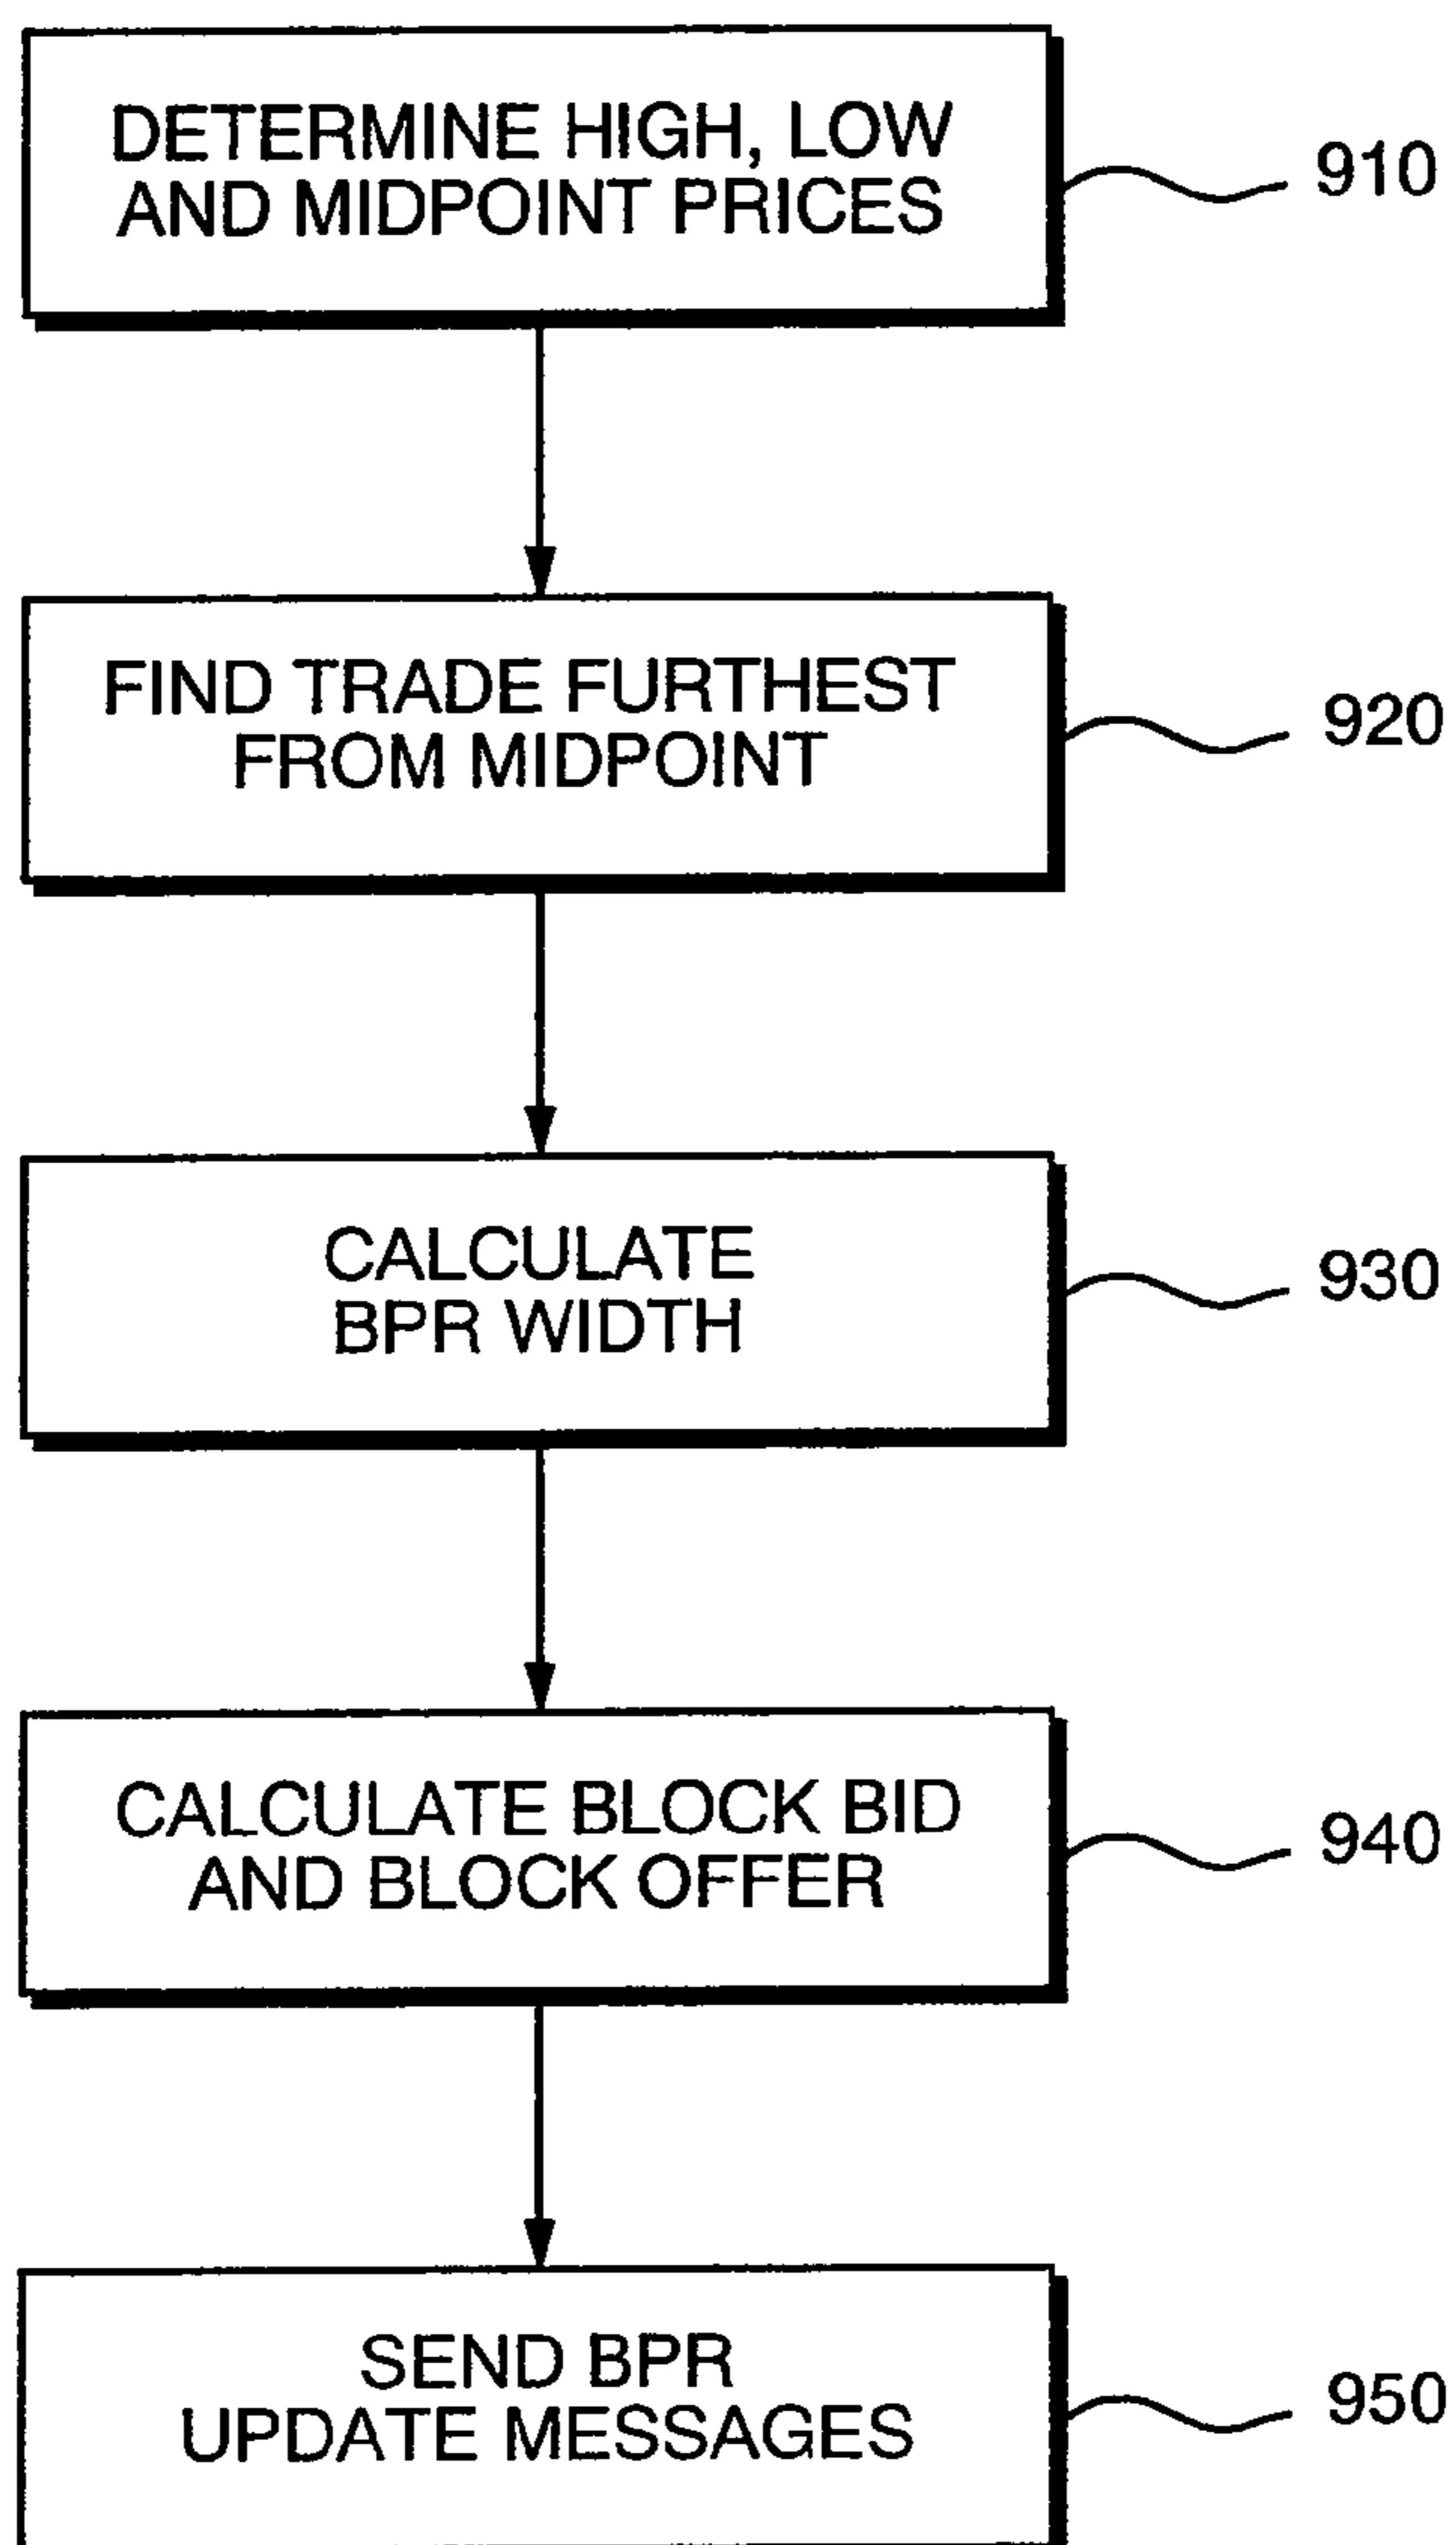 DETERMINE HIGH, LOW
AND MIDPOINT PRICES
910
FIND TRADE FURTHEST
FROM MIDPOINT
920
CALCULATE
BPR WIDTH
930
CALCULATE BLOCK BID
AND BLOCK OFFER
940
SEND BPR
UPDATE MESSAGES
950